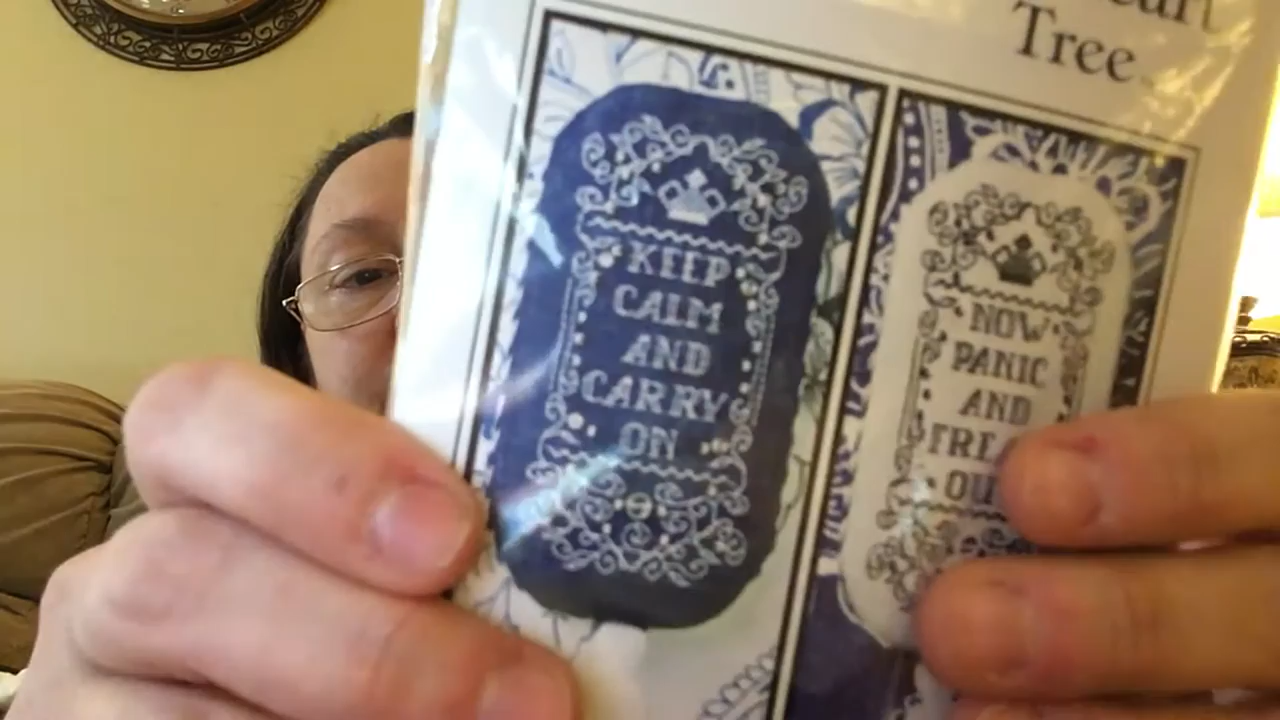 Tree
KEEP
CALM
AND
CARRY
ON
NOW
PANIC
AND